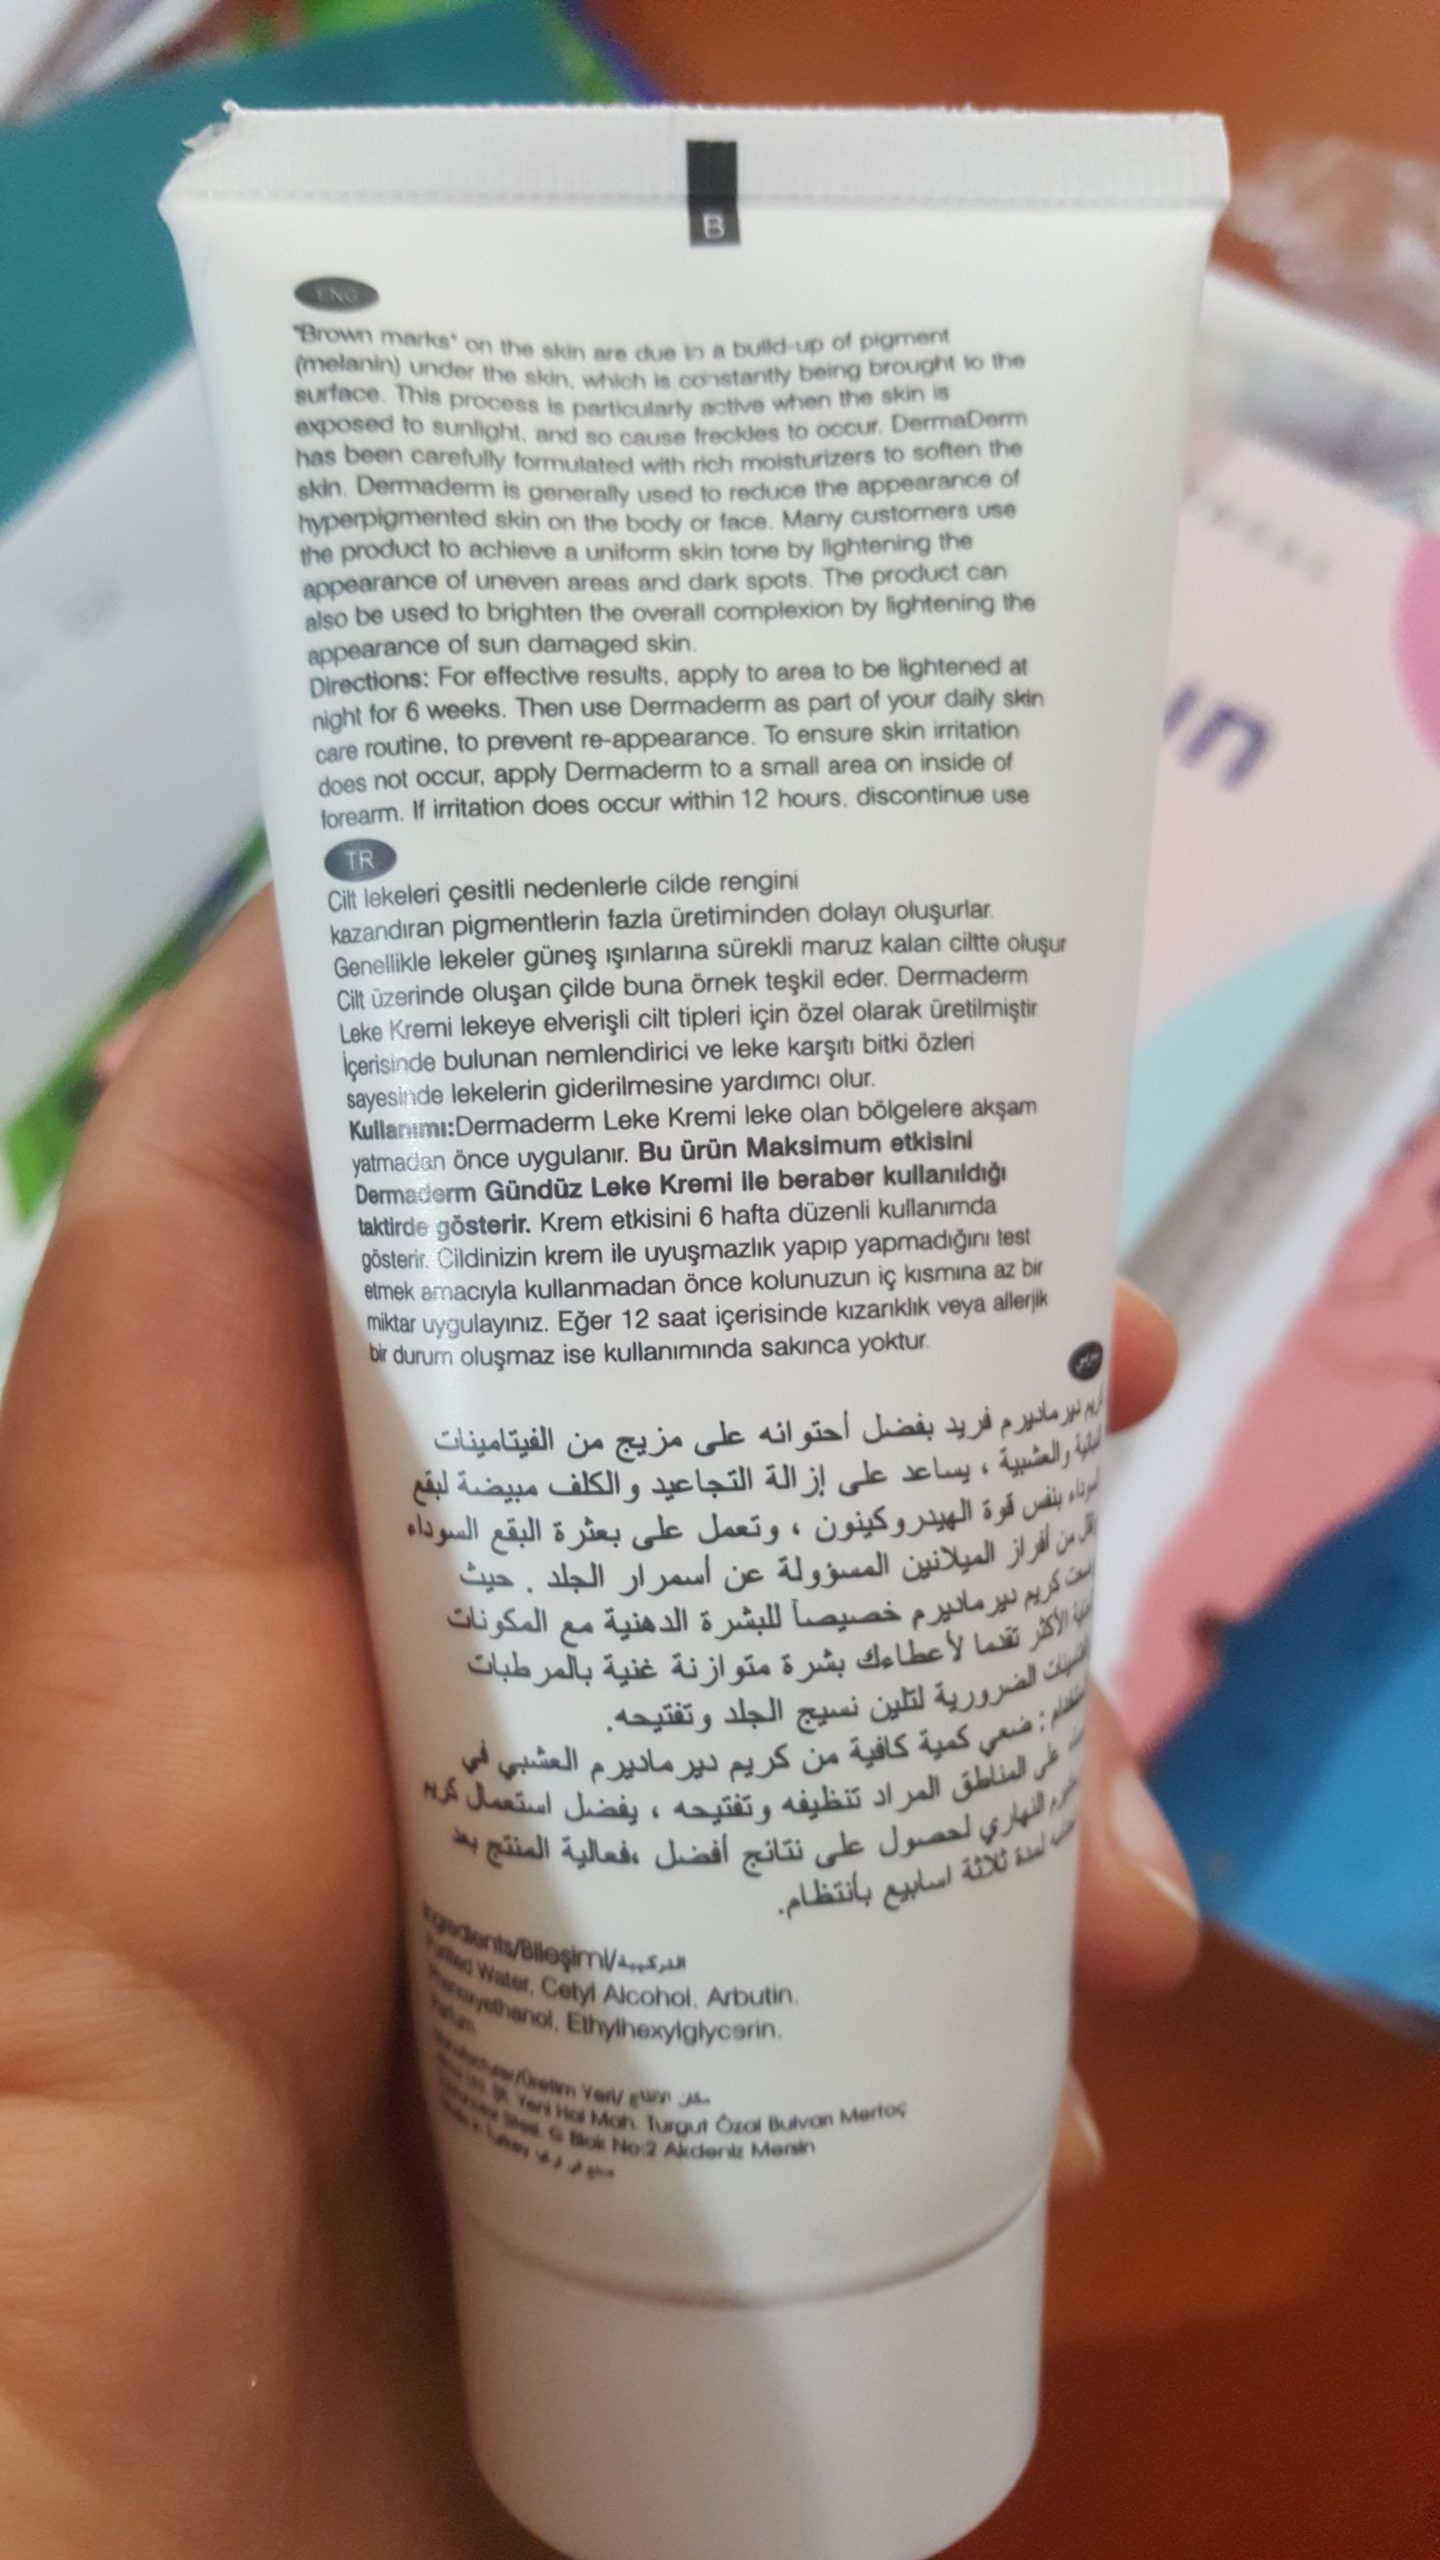 B
ENG
"Brown marks" on the skin are due to a build-up of pigment
(melanin) under the skin, which is constantly being brought to the
surface. This process is particularly active when the skin is
exposed to sunlight, and so cause freckles to occur. DermaDerm
has been carefully formulated with rich moisturizers to soften the
skin. Dermaderm is generally used to reduce the appearance of
hyperpigmented skin on the body or face. Many customers use
the product to achieve a uniform skin tone by lightening the
appearance of uneven areas and dark spots. The product can
also be used to brighten the overall complexion by lightening the
appearance of sun damaged skin.
Directions: For effective results, apply to area to be lightened at
night for 6 weeks. Then use Dermaderm as part of your daily skin
care routine, to prevent re-appearance. To ensure skin irritation
does not occur, apply Dermaderm to a small area on inside of
forearm. If irritation does occur within 12 hours, discontinue use
TR
Cilt lekeleri çesitli nedenlerle cilde rengini
kazandıran pigmentlerin fazla üretiminden dolayı oluşurlar.
Genellikle lekeler güneş ışınlarına sürekli maruz kalan ciltte oluşur
Cilt üzerinde oluşan çilde buna örnek teşkil eder. Dermaderm
Leke Kremi lekeye elverişli cilt tipleri için özel olarak üretilmiştir.
İçerisinde bulunan nemlendirici ve leke karşıtı bitki özleri
sayesinde lekelerin giderilmesine yardımcı olur.
Kullanımı:Dermaderm Leke Kremi leke olan bölgelere akşam
yatmadan önce uygulanır. Bu ürün Maksimum etkisini
Dermaderm Gündüz Leke Kremi ile beraber kullanıldığı
taktirde gösterir. Krem etkisini 6 hafta düzenli kullanımda
gösterir. Cildinizin krem ile uyuşmazlık yapıp yapmadığını test
etmek amacıyla kullanmadan önce kolunuzun iç kısmına az bir
miktar uygulayınız. Eğer 12 saat içerisinde kızarıklık veya allerjik
bir durum oluşmaz ise kullanımında sakınca yoktur.
كريم ديرماديرم فريد بفضل أحتوائه على مزيج من الفيتامينات
والعشبية ، يساعد على إزالة التجاعيد والكلف مبيضة لبقع
بنفس قوة الهيدروكينون ، وتعمل على بعثرة البقع السوداء
من أفراز الميلانين المسؤولة عن أسمرار الجلد . حيث
كريم ديرماديرم خصيصاً للبشرة الدهنية مع المكونات
الأكثر تقدما لأعطاءك بشرة متوازنة غنية بالمرطبات
الضرورية لتلين نسيج الجلد وتفتيحه.
: ضعي كمية كافية من كريم ديرماديرم العشبي في
على المناطق المراد تنظيفه وتفتيحه ، يفضل استعمال كريم
النهاري لحصول على نتائج أفضل ،فعالية المنتج بعد
لمدة ثلاثة اسابيع بأنتظام.
Ingredients/Bileşimi/التركيبة
Water, Cetyl Alcohol, Arbutin.
Phenoxyethanol, Ethylhexylglycerin.
Parfum
Manufacturer/Üretim Yeri/ مكان الانتاج
Yeni Hal Mah. Turgut Özal Bulvarı Mertoç
G Blok No:2 Akdeniz Mersin
Turkey
un